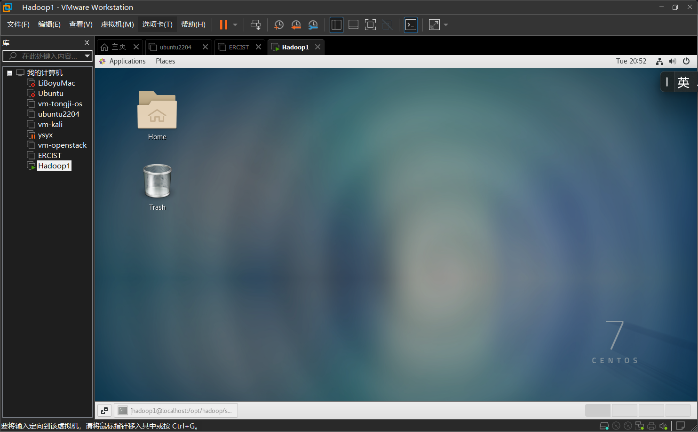 Hadoop1 - VMware Workstation
文件(F) 编辑(E) 查看(V) 虚拟机(M) 选项卡(T) 帮助(H)
库
在此处键入内容...
主页 ubuntu2204 ERCIST Hadoop1
我的计算机
LiBoyuMac
Ubuntu
vm-tongji-os
ubuntu2204
vm-kali
ysyx
vm-openstack
ERCIST
Hadoop1
Applications Places Tue 20:52
英
Home
Trash
7
CENTOS
hadoop1@localhost:/opt/hadoop/s...
要将输入定向到该虚拟机，请将鼠标指针移入其中或按 Ctrl+G。